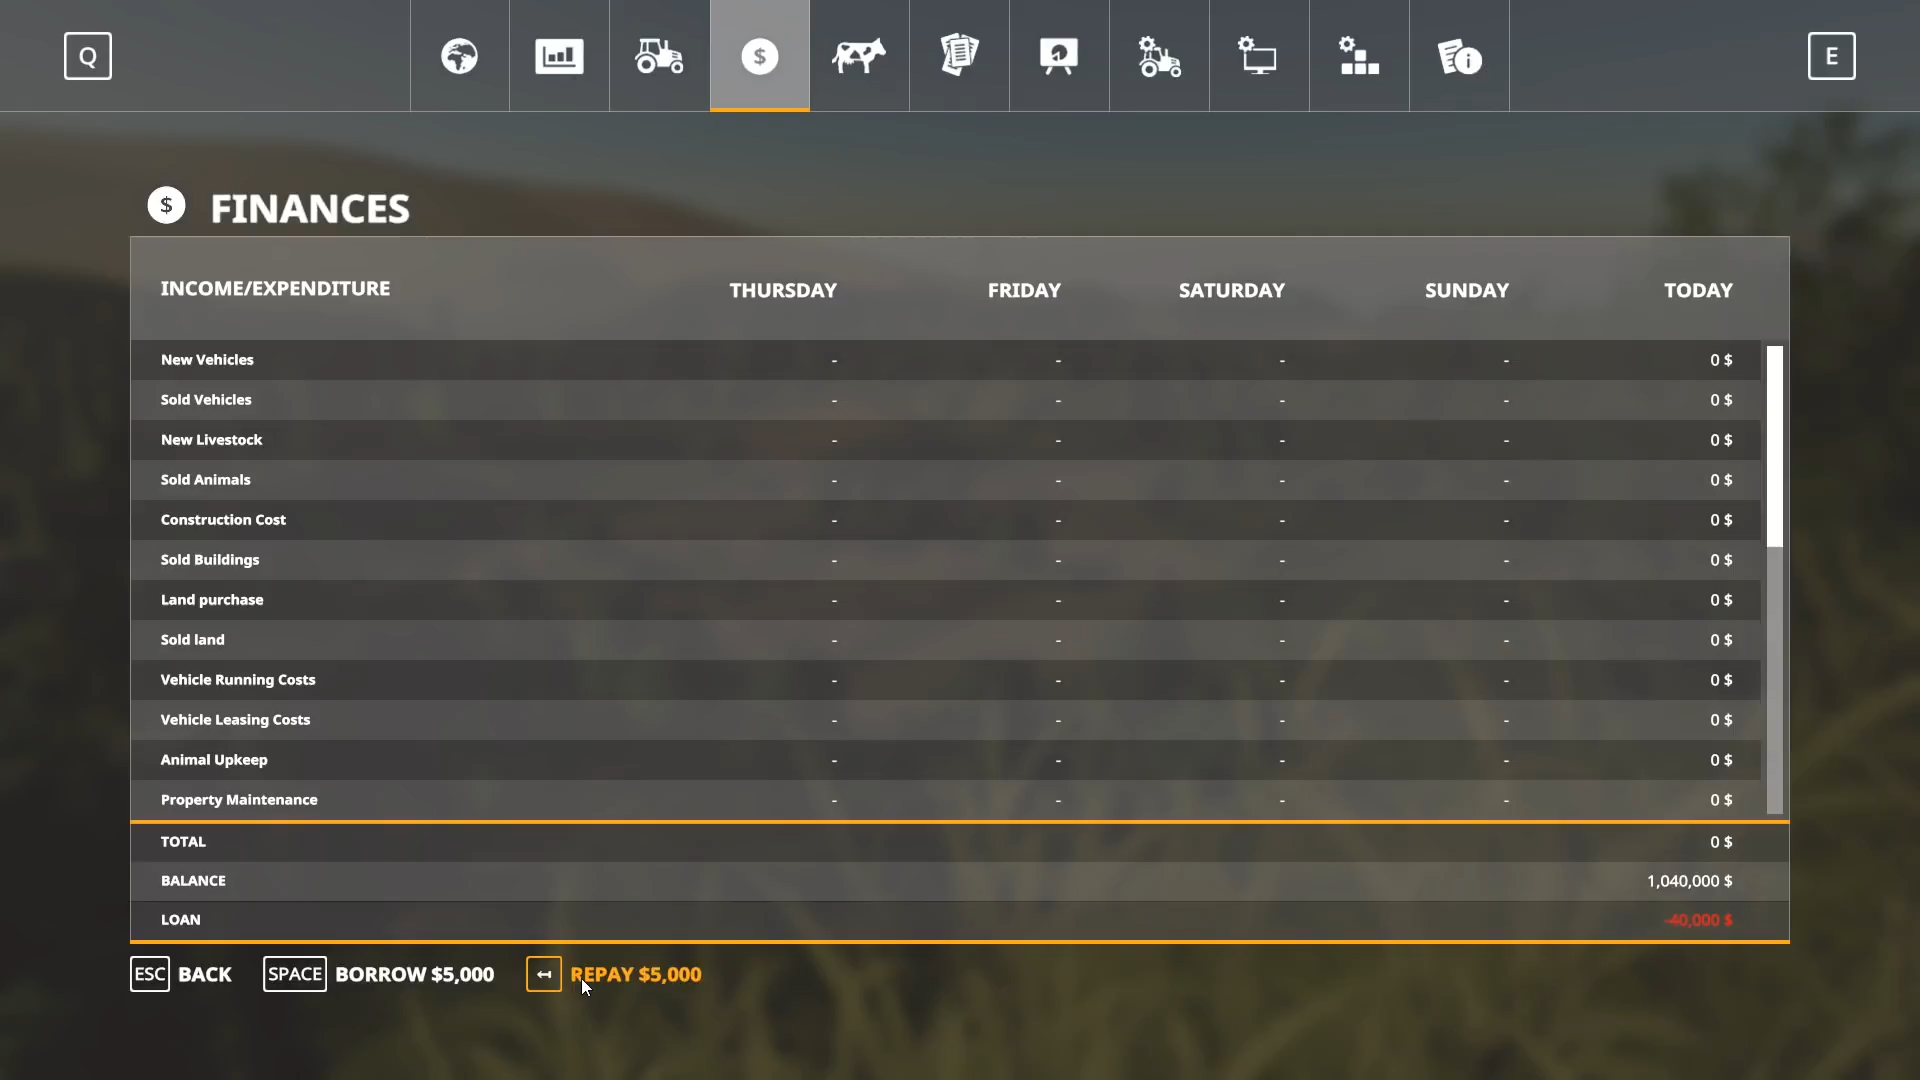 Q
$
E
$ FINANCES
INCOME/EXPENDITURE THURSDAY FRIDAY SATURDAY SUNDAY TODAY
New Vehicles - - - - 0 $
Sold Vehicles - - - - 0 $
New Livestock - - - - 0 $
Sold Animals - - - - 0 $
Construction Cost - - - - 0 $
Sold Buildings - - - - 0 $
Land purchase - - - - 0 $
Sold land - - - - 0 $
Vehicle Running Costs - - - - 0 $
Vehicle Leasing Costs - - - - 0 $
Animal Upkeep - - - - 0 $
Property Maintenance - - - - 0 $
TOTAL 0 $
BALANCE 1,040,000 $
LOAN -40,000 $
ESC BACK SPACE BORROW $5,000 REPAY $5,000